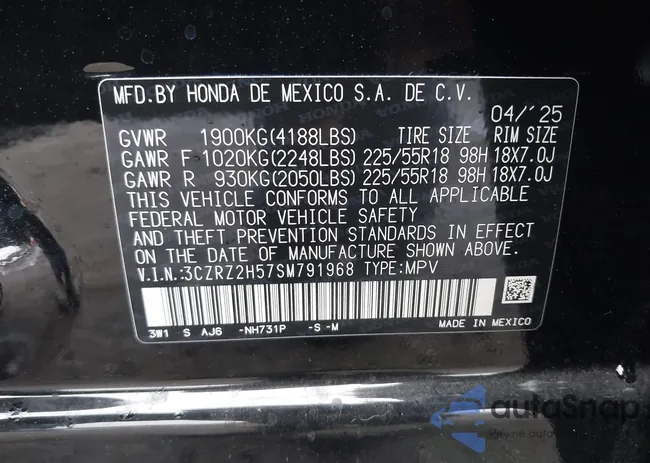 MFD.BY HONDA DE MEXICO S.A. DE C.V.
04/'25
GVWR 1900KG(4188LBS) TIRE SIZE RIM SIZE
GAWR F 1020KG(2248LBS) 225/55R18 98H 18X7.0J
GAWR R 930KG(2050LBS) 225/55R18 98H 18X7.0J
THIS VEHICLE CONFORMS TO ALL APPLICABLE
FEDERAL MOTOR VEHICLE SAFETY
AND THEFT PREVENTION STANDARDS IN EFFECT
ON THE DATE OF MANUFACTURE SHOWN ABOVE.
V.I.N.:3CZRZ2H57SM791968 TYPE:MPV
3W1 S AJ6 -NH731P -S-M
MADE IN MEXICO
autoSnap